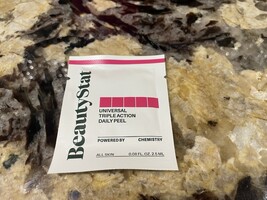 BeautyStat
UNIVERSAL
TRIPLE ACTION
DAILY PEEL
POWERED BY CHEMISTRY
ALL SKIN 0.09 FL OZ 2.5 ML